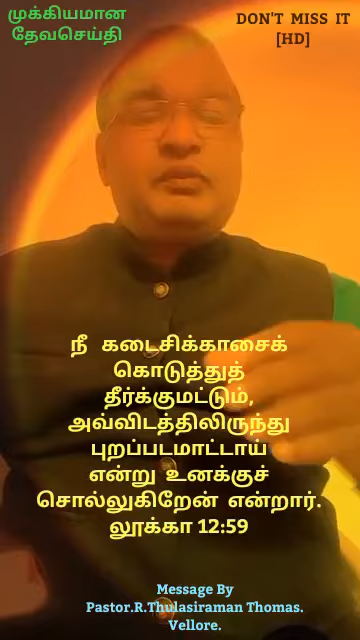 முக்கியமான
தேவசெய்தி
DON'T MISS IT
[HD]
நீ கடைசிக்காசைக்
கொடுத்துத்
தீர்க்குமட்டும்,
அவ்விடத்திலிருந்து
புறப்படமாட்டாய்
என்று உனக்குச்
சொல்லுகிறேன் என்றார்.
லூக்கா 12:59
Message By
Pastor.R.Thulasiraman Thomas.
Vellore.